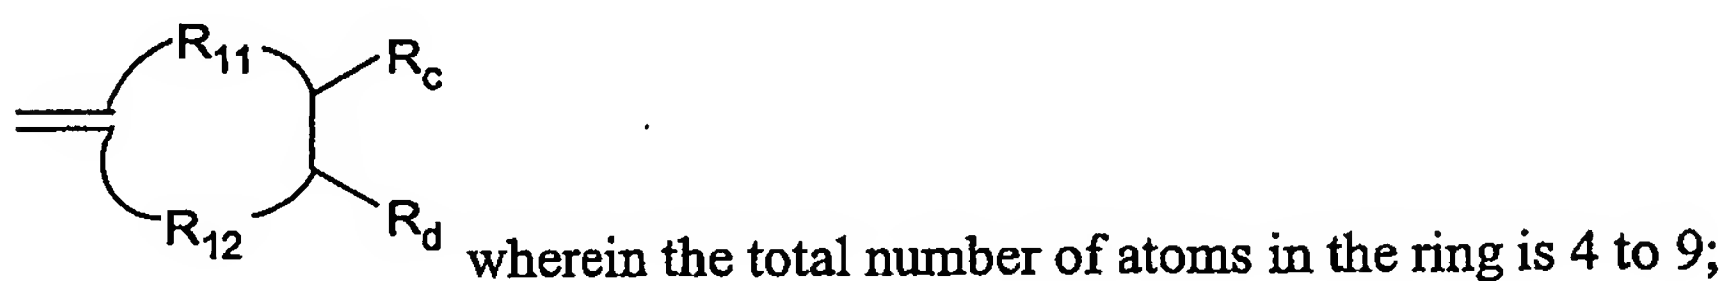 R11
Rc
R12
Rd
wherein the total number of atoms in the ring is 4 to 9;